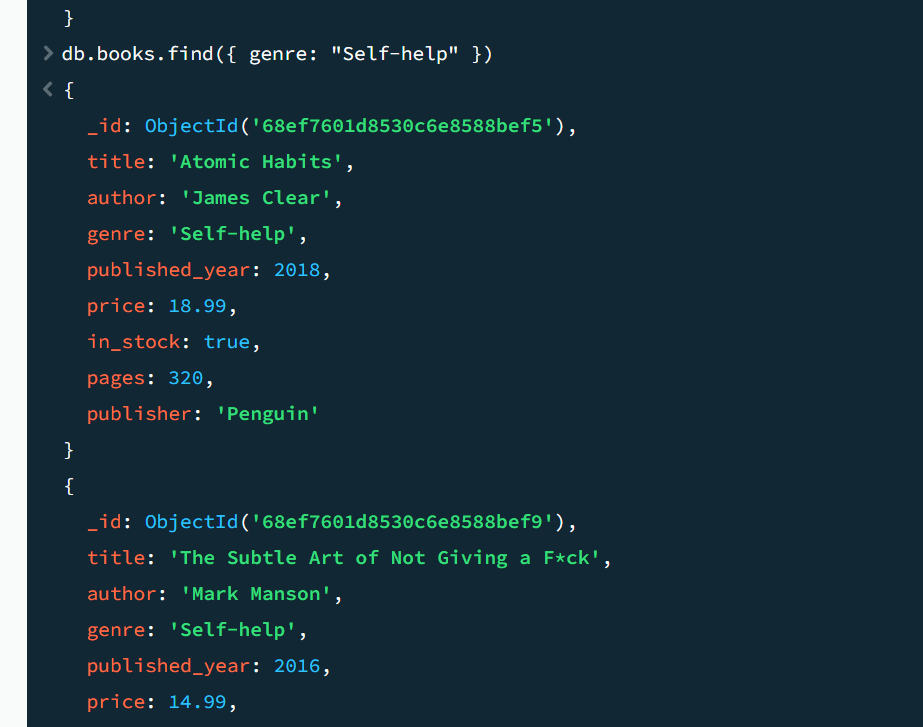 }
> db.books.find({ genre: "Self-help" })
< {
_id: ObjectId('68ef7601d8530c6e8588bef5'),
title: 'Atomic Habits',
author: 'James Clear',
genre: 'Self-help',
published_year: 2018,
price: 18.99,
in_stock: true,
pages: 320,
publisher: 'Penguin'
}
{
_id: ObjectId('68ef7601d8530c6e8588bef9'),
title: 'The Subtle Art of Not Giving a F*ck',
author: 'Mark Manson',
genre: 'Self-help',
published_year: 2016,
price: 14.99,